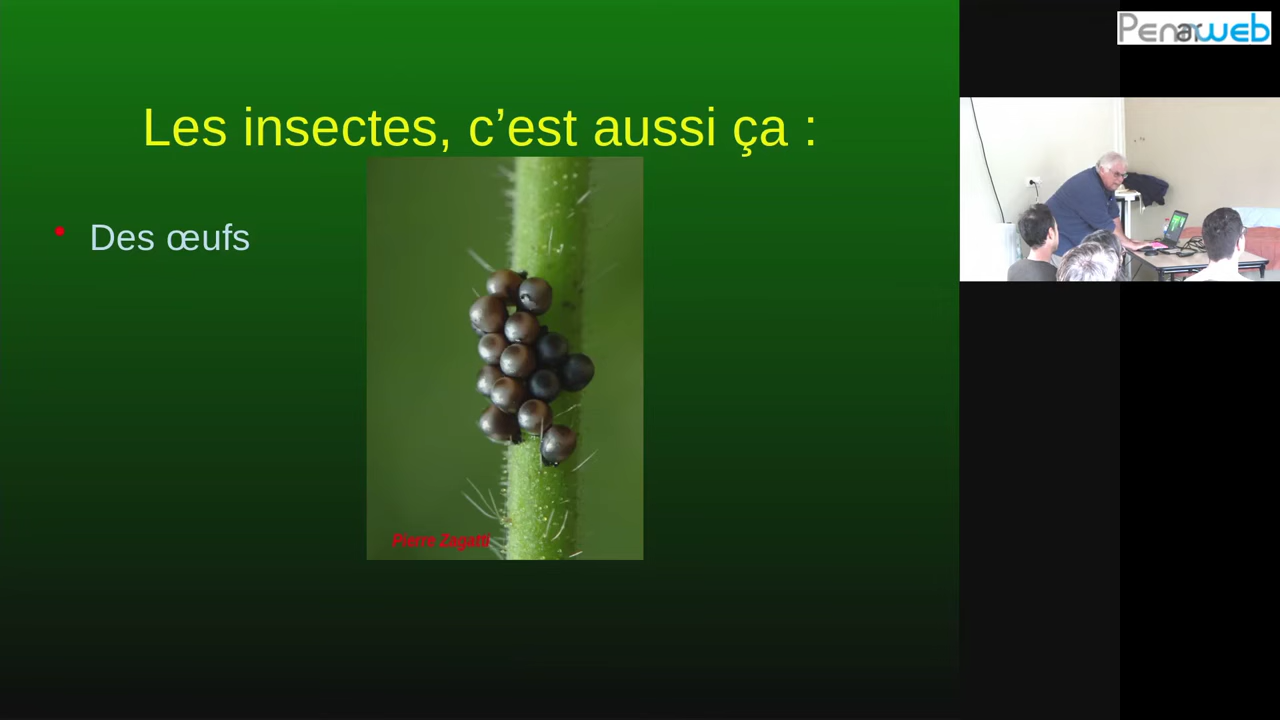 Penarweb
Les insectes, c’est aussi ça :
• Des œufs
Pierre Zagatti